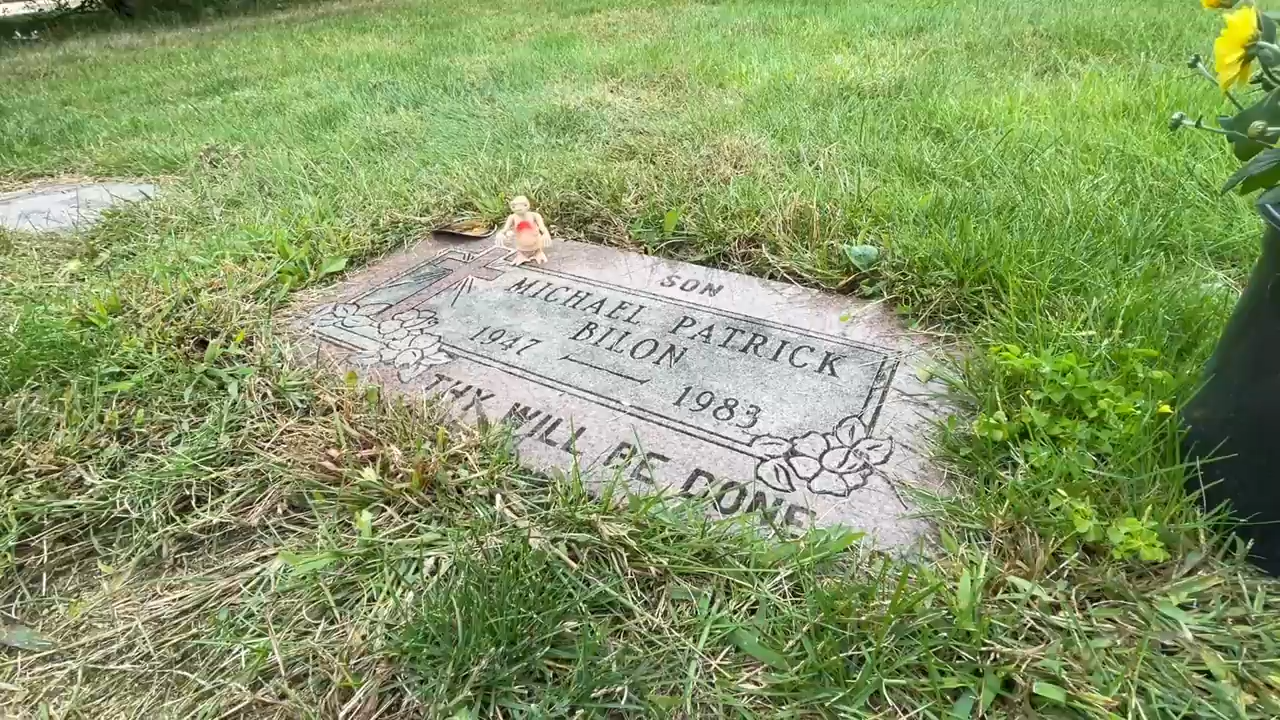 SON
MICHAEL PATRICK
BILON
1947 — 1983
THY WILL BE DONE